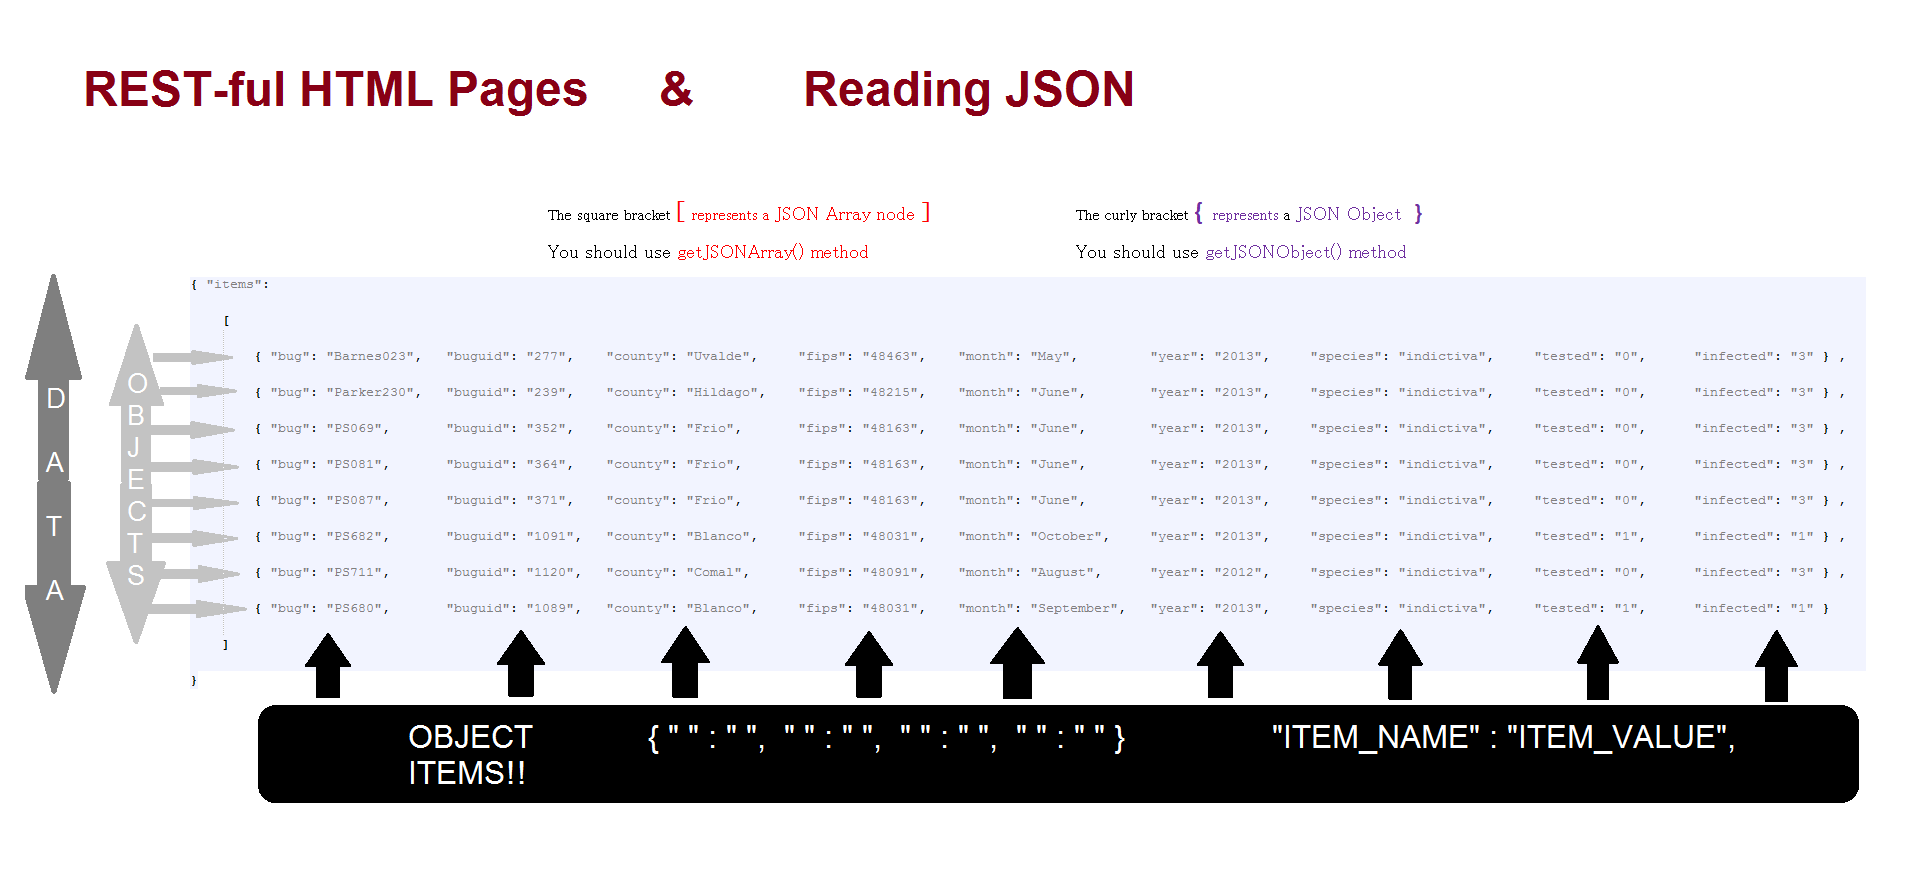 REST-ful HTML Pages & Reading JSON
The square bracket [ represents a JSON Array node ]
You should use getJSONArray() method
The curly bracket { represents a JSON Object }
You should use getJSONObject() method
DATA
OBJECTS
{ "items":
[
{ "bug": "Barnes023", "buguid": "277", "county": "Uvalde", "fips": "48463", "month": "May", "year": "2013", "species": "indictiva", "tested": "0", "infected": "3" } ,
{ "bug": "Parker230", "buguid": "239", "county": "Hildago", "fips": "48215", "month": "June", "year": "2013", "species": "indictiva", "tested": "0", "infected": "3" } ,
{ "bug": "PS069", "buguid": "352", "county": "Frio", "fips": "48163", "month": "June", "year": "2013", "species": "indictiva", "tested": "0", "infected": "3" } ,
{ "bug": "PS081", "buguid": "364", "county": "Frio", "fips": "48163", "month": "June", "year": "2013", "species": "indictiva", "tested": "0", "infected": "3" } ,
{ "bug": "PS087", "buguid": "371", "county": "Frio", "fips": "48163", "month": "June", "year": "2013", "species": "indictiva", "tested": "0", "infected": "3" } ,
{ "bug": "PS682", "buguid": "1091", "county": "Blanco", "fips": "48031", "month": "October", "year": "2013", "species": "indictiva", "tested": "1", "infected": "1" } ,
{ "bug": "PS711", "buguid": "1120", "county": "Comal", "fips": "48091", "month": "August", "year": "2012", "species": "indictiva", "tested": "0", "infected": "3" } ,
{ "bug": "PS680", "buguid": "1089", "county": "Blanco", "fips": "48031", "month": "September", "year": "2013", "species": "indictiva", "tested": "1", "infected": "1" }
]
}
OBJECT
ITEMS!!
{ " " : " ", " " : " ", " " : " ", " " : " " }
"ITEM_NAME" : "ITEM_VALUE",